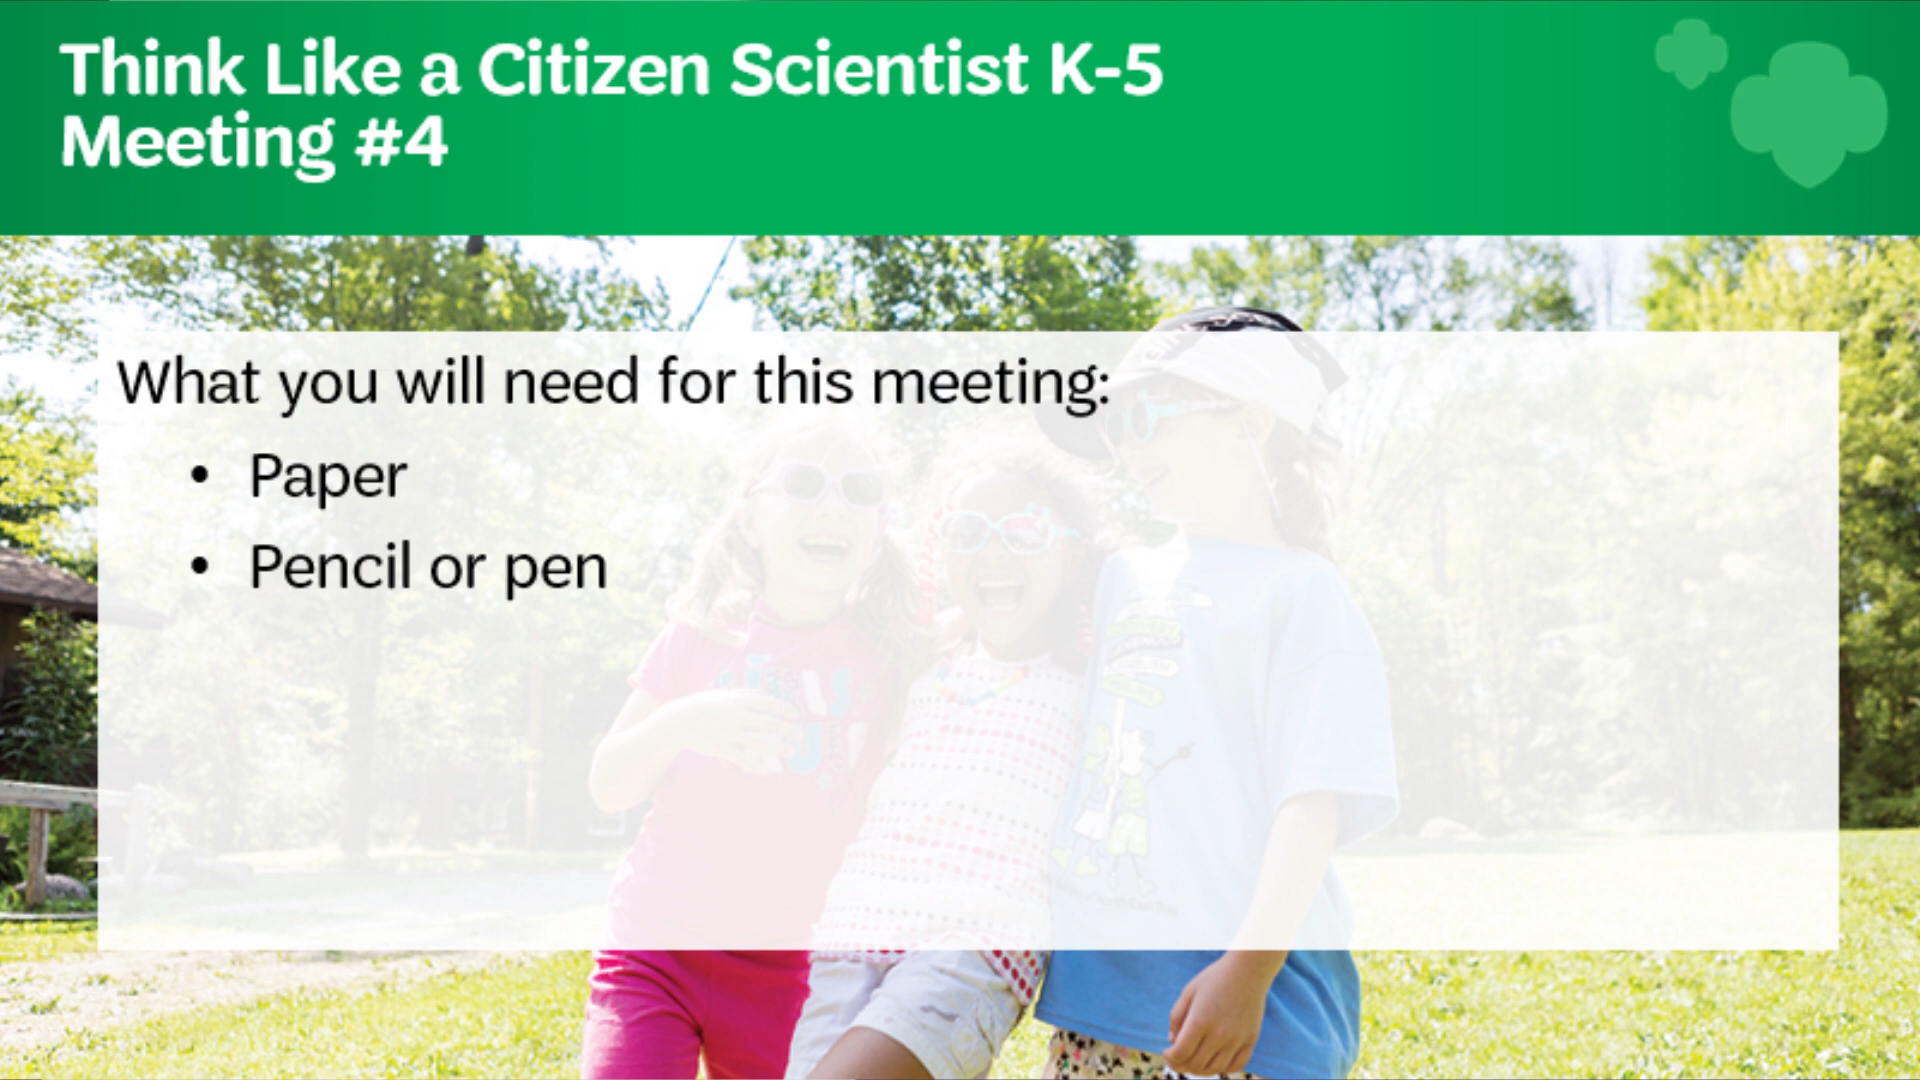 Think Like a Citizen Scientist K-5
Meeting #4
What you will need for this meeting:
• Paper
• Pencil or pen